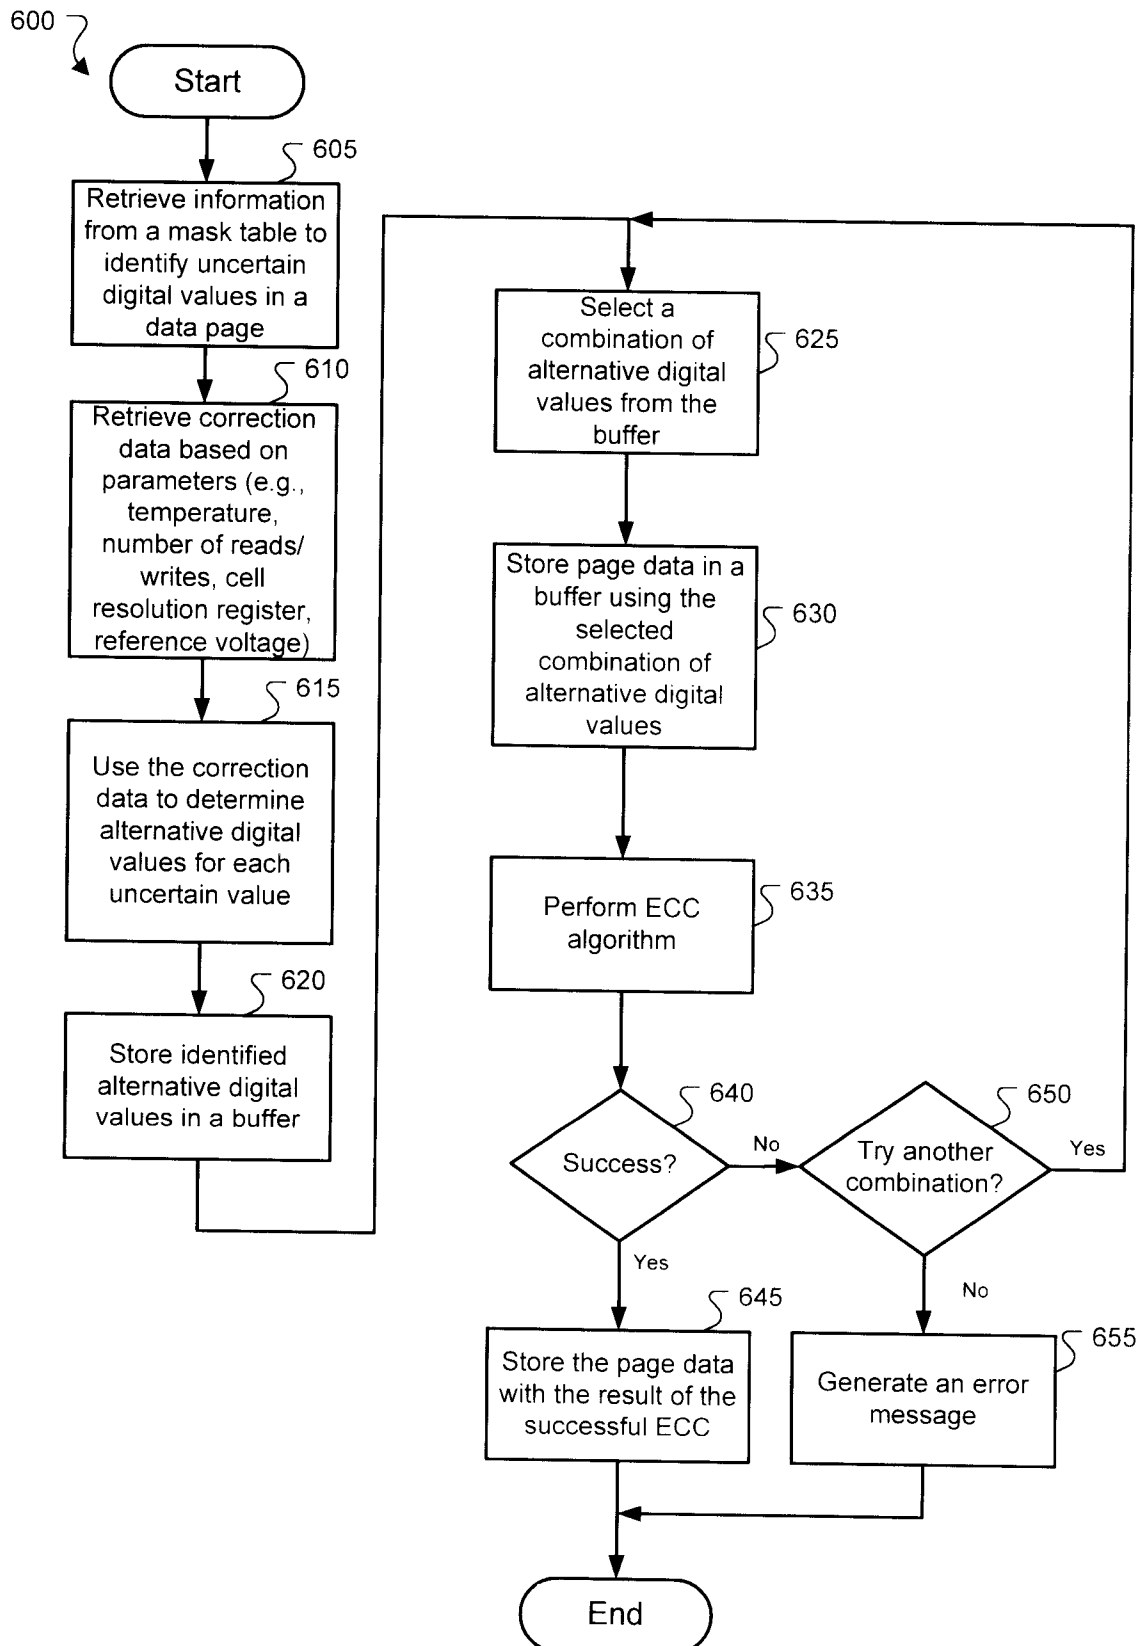 600
Start
605
Retrieve information
from a mask table to
identify uncertain
digital values in a
data page
610
Retrieve correction
data based on
parameters (e.g.,
temperature,
number of reads/
writes, cell
resolution register,
reference voltage)
615
Use the correction
data to determine
alternative digital
values for each
uncertain value
620
Store identified
alternative digital
values in a buffer
Select a
combination of
alternative digital
values from the
buffer
625
Store page data in a
buffer using the
selected
combination of
alternative digital
values
630
Perform ECC
algorithm
635
640
Success?
No
Yes
650
Try another
combination?
Yes
No
645
Store the page data
with the result of the
successful ECC
655
Generate an error
message
End